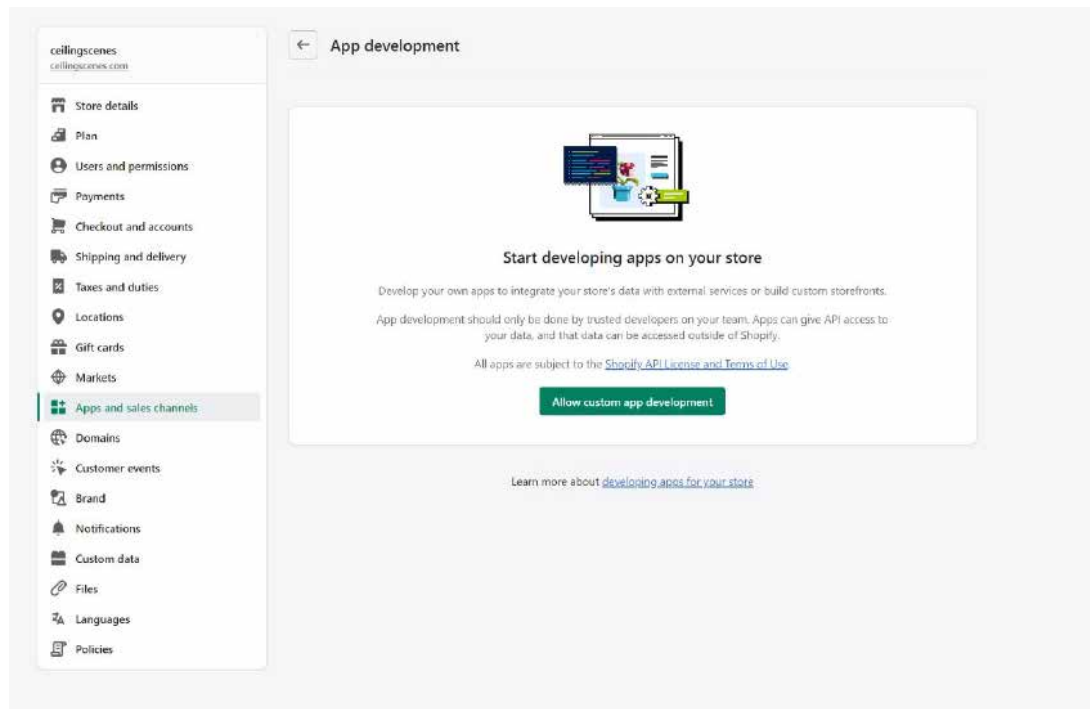 ceilingscenes
ceilingscenes.com
Store details
Plan
Users and permissions
Payments
Checkout and accounts
Shipping and delivery
Taxes and duties
Locations
Gift cards
Markets
Apps and sales channels
Domains
Customer events
Brand
Notifications
Custom data
Files
Languages
Policies
App development
Start developing apps on your store
Develop your own apps to integrate your store's data with external services or build custom storefronts.
App development should only be done by trusted developers on your team. Apps can give API access to
your data, and that data can be accessed outside of Shopify.
All apps are subject to the Shopify API License and Terms of Use.
Allow custom app development
Learn more about developing apps for your store